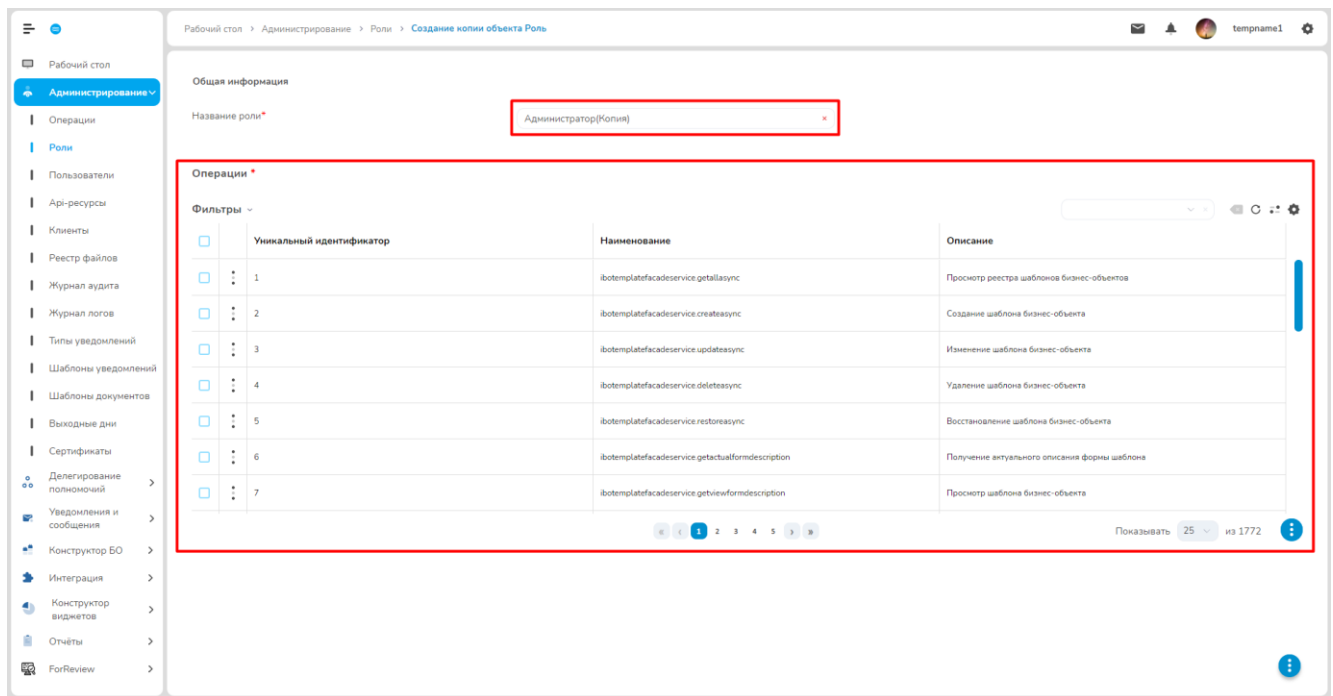 Рабочий стол > Администрирование > Роли > Создание копии объекта Роль
tempname1
Рабочий стол
Администрирование
Операции
Роли
Пользователи
Api-ресурсы
Клиенты
Реестр файлов
Журнал аудита
Журнал логов
Типы уведомлений
Шаблоны уведомлений
Шаблоны документов
Выходные дни
Сертификаты
Делегирование
полномочий
Уведомления и
сообщения
Конструктор БО
Интеграция
Конструктор
виджетов
Отчёты
ForReview
Общая информация
Название роли*
Администратор(Копия)
Операции *
Фильтры
Уникальный идентификатор Наименование Описание
1 ibotemplatefacadeservice.getallasync Просмотр реестра шаблонов бизнес-объектов
2 ibotemplatefacadeservice.createasync Создание шаблона бизнес-объекта
3 ibotemplatefacadeservice.updateasync Изменение шаблона бизнес-объекта
4 ibotemplatefacadeservice.deleteasync Удаление шаблона бизнес-объекта
5 ibotemplatefacadeservice.restoreasync Восстановление шаблона бизнес-объекта
6 ibotemplatefacadeservice.getactualformdescription Получение актуального описания формы шаблона
7 ibotemplatefacadeservice.getviewformdescription Просмотр шаблона бизнес-объекта
« ‹ 1 2 3 4 5 › »
Показывать 25 из 1772